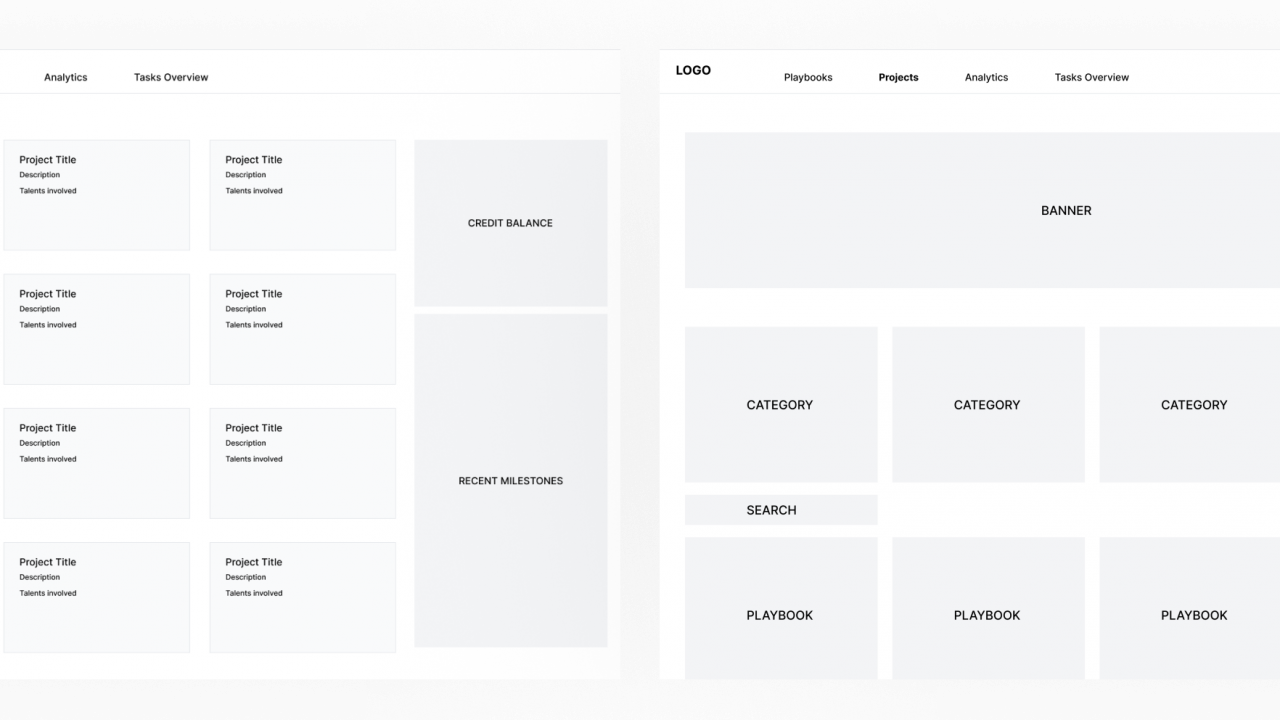 Analytics
Tasks Overview
Project Title
Description
Talents involved
Project Title
Description
Talents involved
CREDIT BALANCE
Project Title
Description
Talents involved
Project Title
Description
Talents involved
Project Title
Description
Talents involved
Project Title
Description
Talents involved
RECENT MILESTONES
Project Title
Description
Talents involved
Project Title
Description
Talents involved
LOGO
Playbooks
Projects
Analytics
Tasks Overview
BANNER
CATEGORY
CATEGORY
CATEGORY
SEARCH
PLAYBOOK
PLAYBOOK
PLAYBOOK